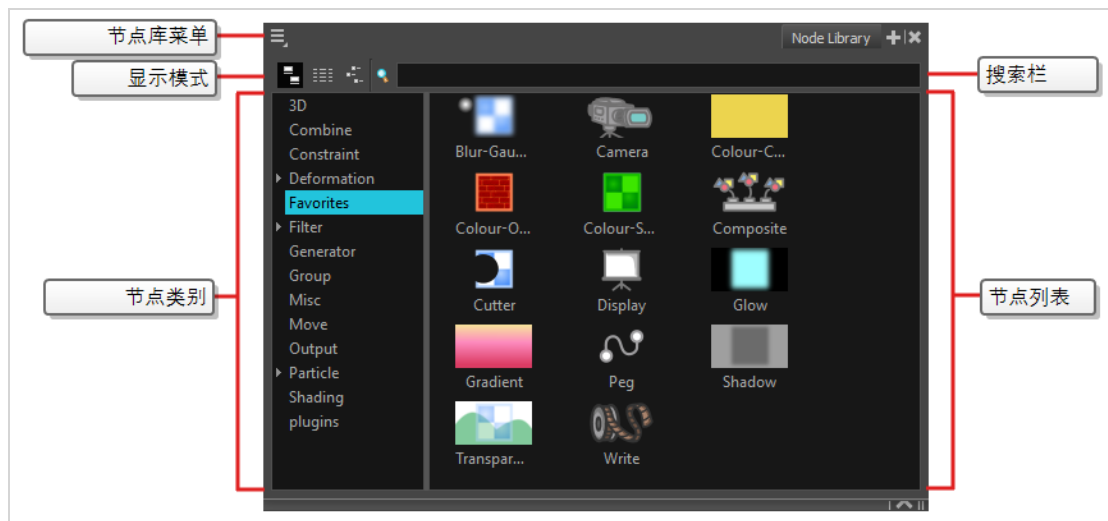 节点库菜单
Node Library
显示模式
搜索栏
3D
Combine
Constraint
Deformation
Favorites
Filter
Generator
Group
Misc
Move
Output
Particle
Shading
plugins
节点类别
Blur-Gau...
Camera
Colour-C...
Colour-O...
Colour-S...
Composite
Cutter
Display
Glow
Gradient
Peg
Shadow
Transpar...
Write
节点列表